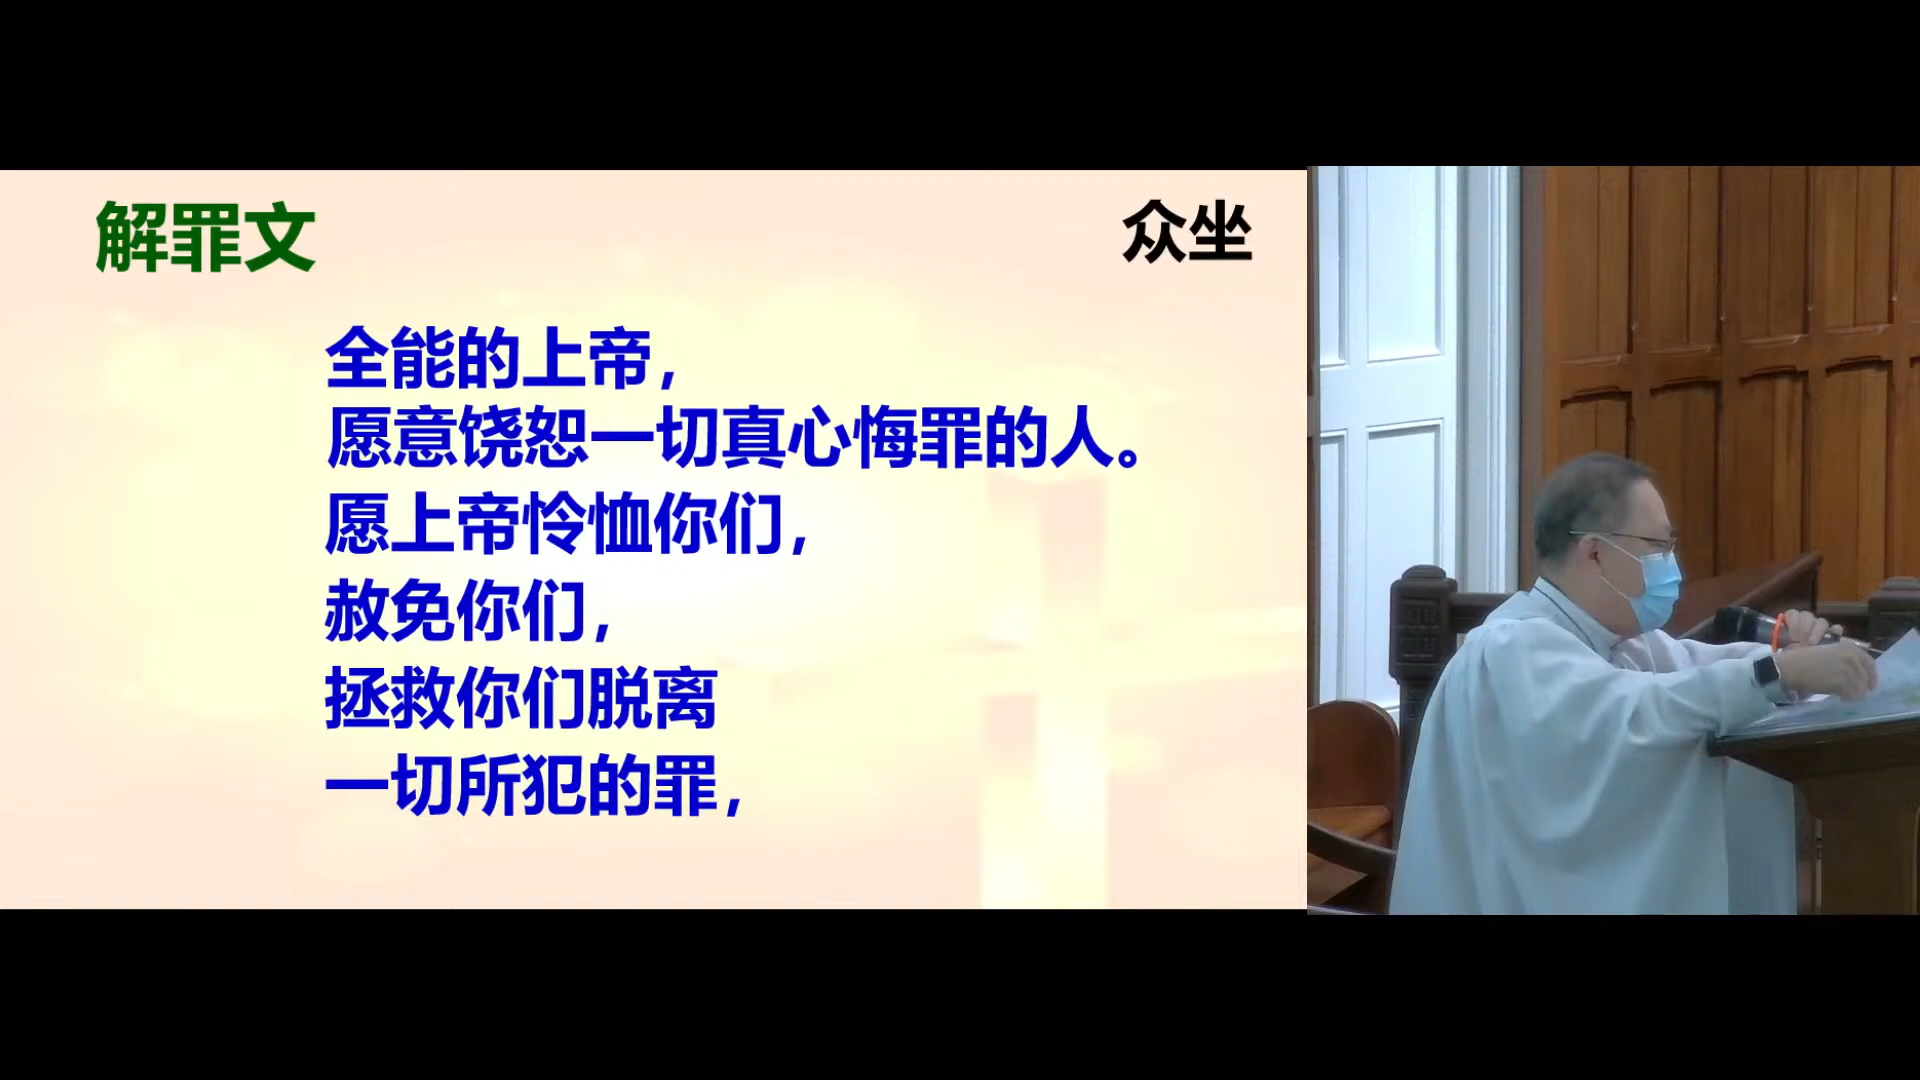 解罪文
众坐
全能的上帝，
愿意饶恕一切真心悔罪的人。
愿上帝怜恤你们，
赦免你们，
拯救你们脱离
一切所犯的罪，